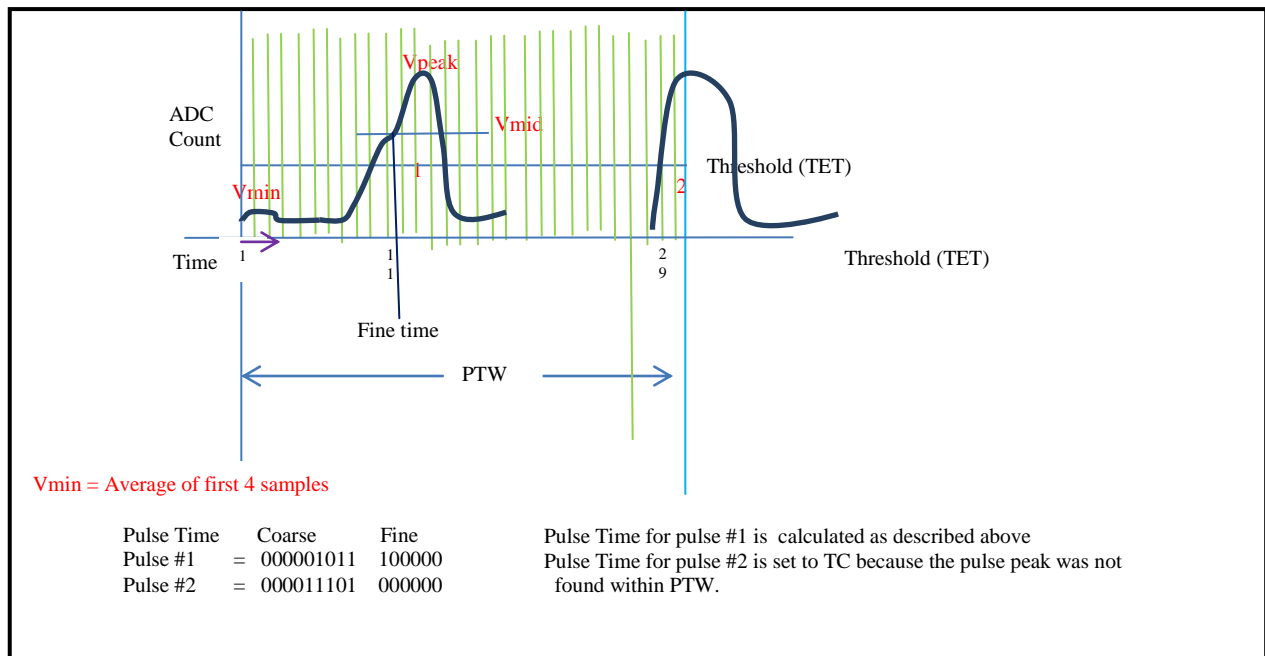 Vpeak
ADC
Count
Vmid
1
Threshold (TET)
Vmin
2
Time
1
1
1
2
9
Threshold (TET)
Fine time
PTW
Vmin = Average of first 4 samples
Pulse Time Coarse Fine
Pulse #1 = 000001011 100000
Pulse #2 = 000011101 000000
Pulse Time for pulse #1 is calculated as described above
Pulse Time for pulse #2 is set to TC because the pulse peak was not
found within PTW.